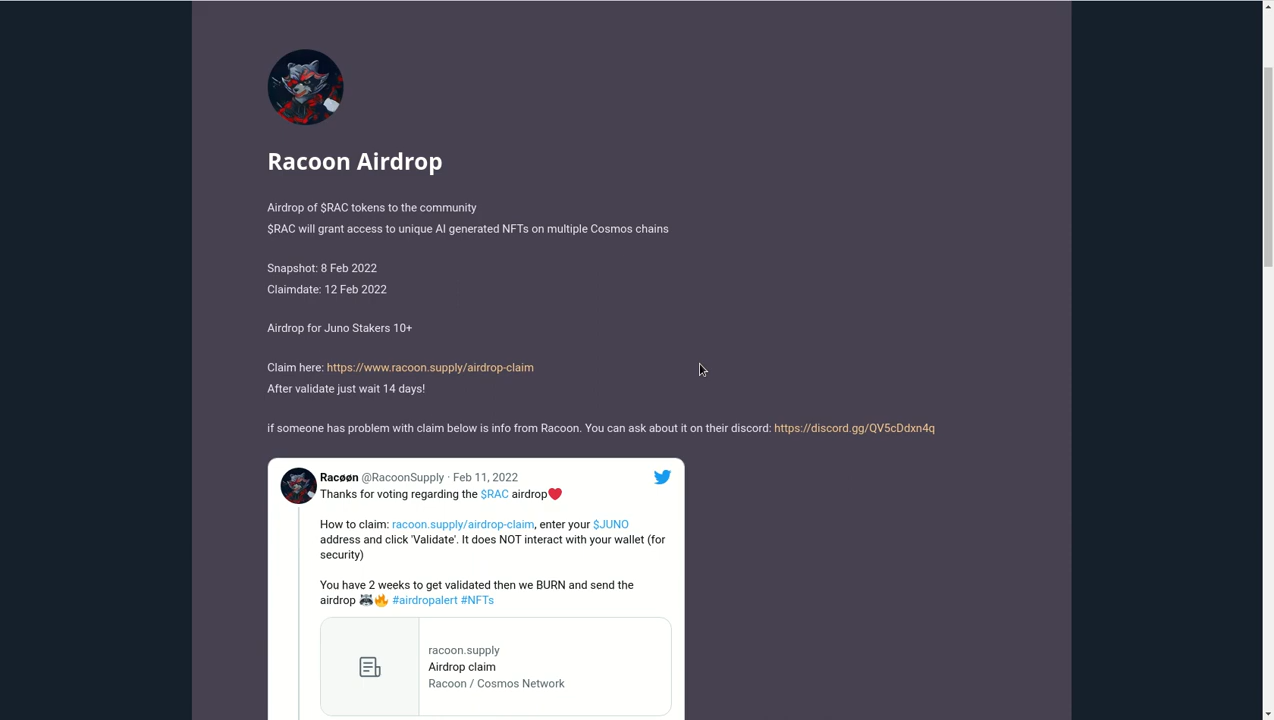 Racoon Airdrop
Airdrop of $RAC tokens to the community
$RAC will grant access to unique AI generated NFTs on multiple Cosmos chains
Snapshot: 8 Feb 2022
Claimdate: 12 Feb 2022
Airdrop for Juno Stakers 10+
Claim here: https://www.racoon.supply/airdrop-claim
After validate just wait 14 days!
if someone has problem with claim below is info from Racoon. You can ask about it on their discord: https://discord.gg/QV5cDdxn4q
Racøøn @RacoonSupply · Feb 11, 2022
Thanks for voting regarding the $RAC airdrop❤️
How to claim: racoon.supply/airdrop-claim, enter your $JUNO
address and click 'Validate'. It does NOT interact with your wallet (for
security)
You have 2 weeks to get validated then we BURN and send the
airdrop 🦝🔥 #airdropalert #NFTs
racoon.supply
Airdrop claim
Racoon / Cosmos Network